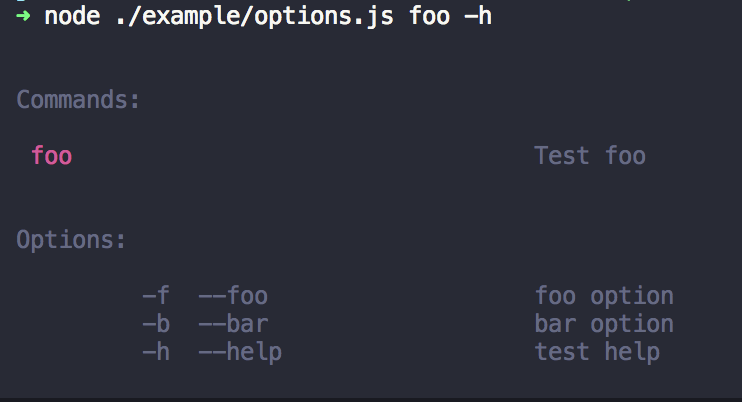 ➜ node ./example/options.js foo -h
Commands:
foo Test foo
Options:
-f --foo foo option
-b --bar bar option
-h --help test help